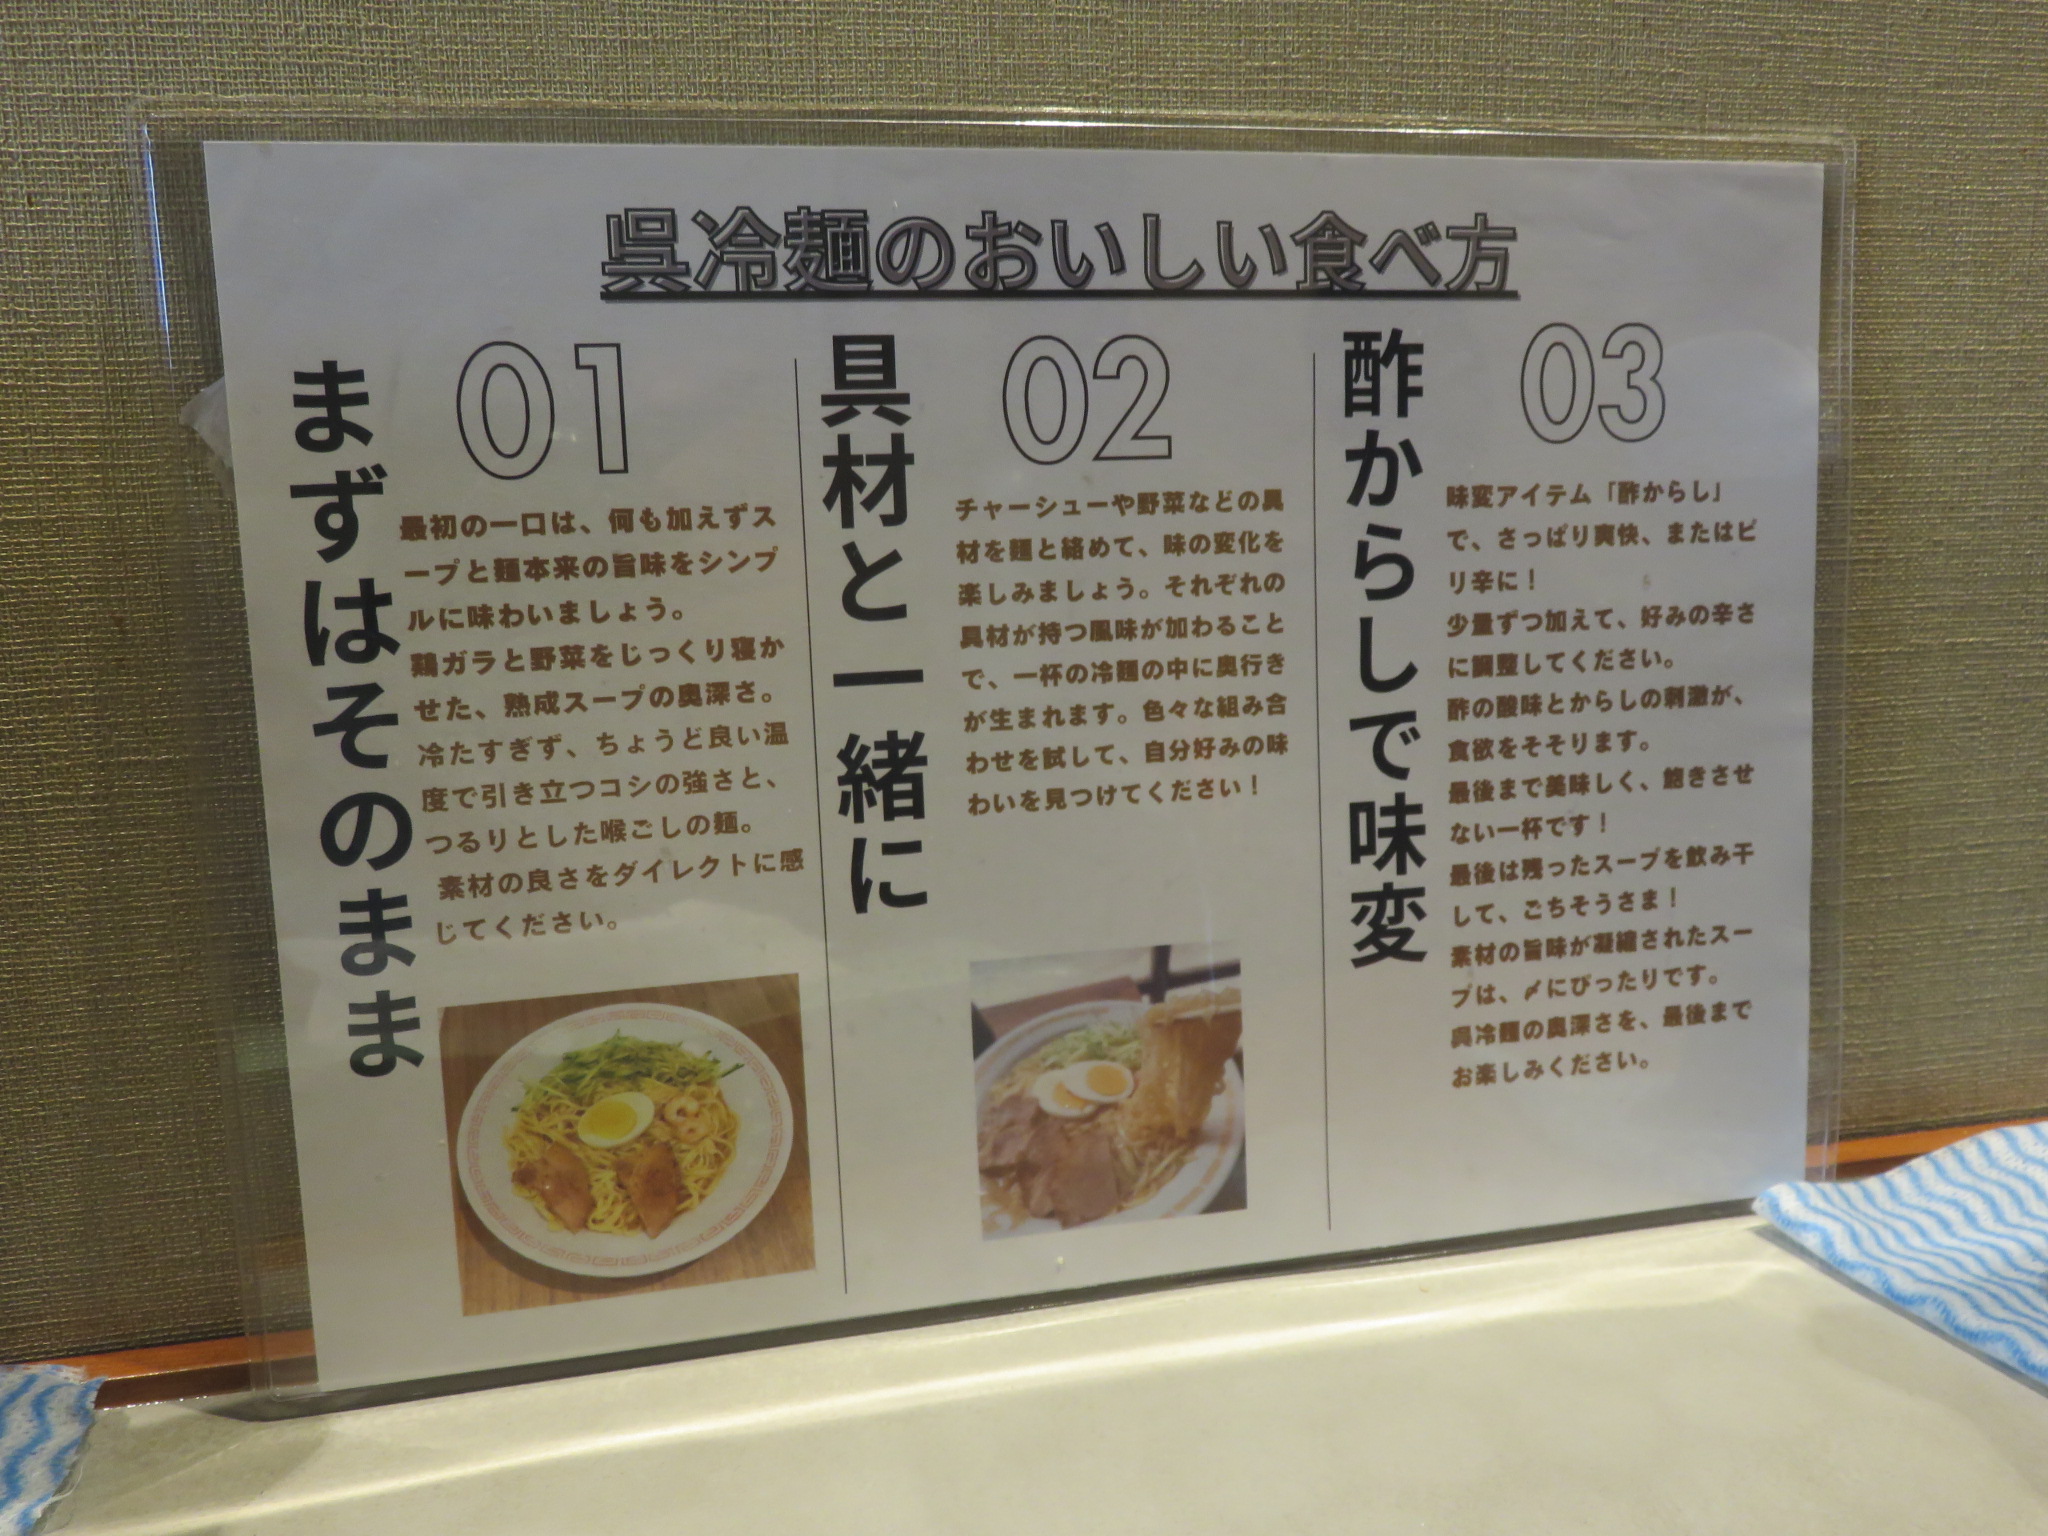 呉冷麺のおいしい食べ方
01
まずはそのまま
最初の一口は、何も加えずス
ープと麺本来の旨味をシンプ
ルに味わいましょう。
鶏ガラと野菜をじっくり寝か
せた、熟成スープの奥深さ。
冷たすぎず、ちょうど良い温
度で引き立つコシの強さと、
つるりとした喉ごしの麺。
素材の良さをダイレクトに感
じてください。
02
具材と一緒に
チャーシューや野菜などの具
材を麺と絡めて、味の変化を
楽しみましょう。それぞれの
具材が持つ風味が加わること
で、一杯の冷麺の中に奥行き
が生まれます。色々な組み合
わせを試して、自分好みの味
わいを見つけてください！
03
酢からしで味変
味変アイテム「酢からし」
で、さっぱり爽快、またはピ
リ辛に！
少量ずつ加えて、好みの辛さ
に調整してください。
酢の酸味とからしの刺激が、
食欲をそそります。
最後まで美味しく、飽きさせ
ない一杯です！
最後は残ったスープを飲み干
して、ごちそうさま！
素材の旨味が凝縮されたスー
プは、〆にぴったりです。
呉冷麺の奥深さを、最後まで
お楽しみください。